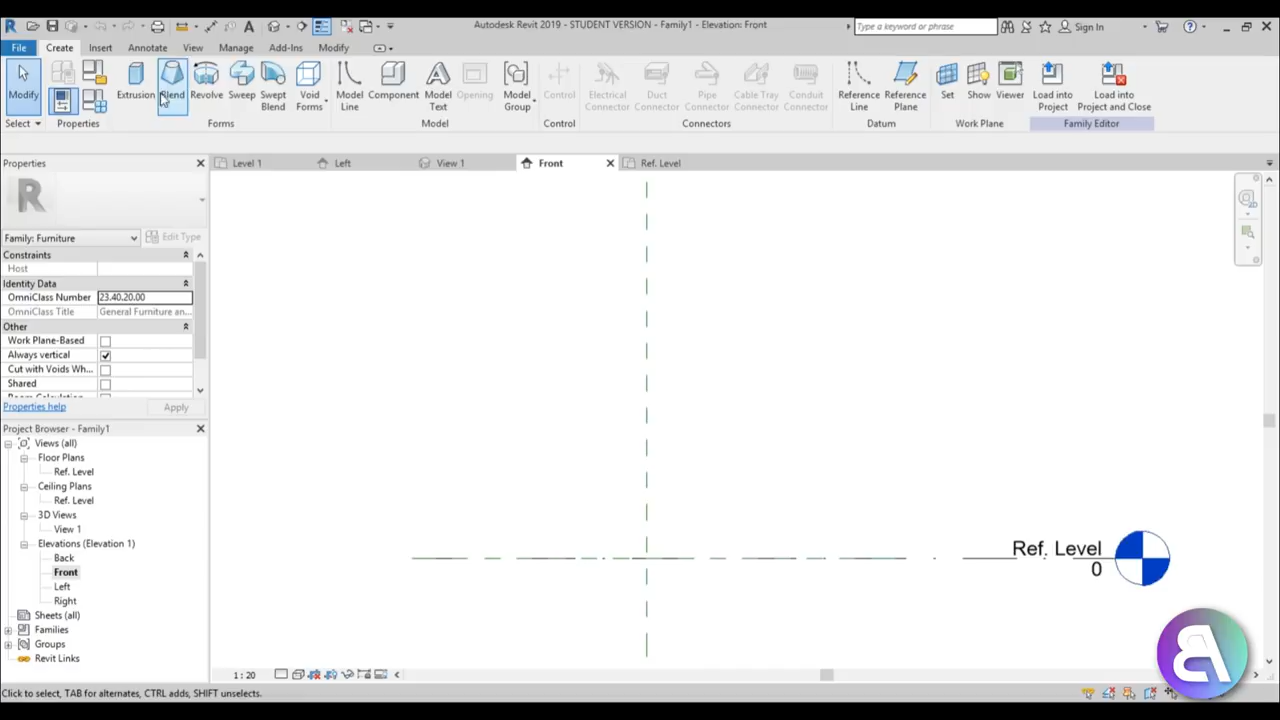 Autodesk Revit 2019 - STUDENT VERSION - Family1 - Elevation: Front
Type a keyword or phrase
Sign In
File
Create
Insert
Annotate
View
Manage
Add-Ins
Modify
Modify
Extrusion
Blend
Revolve
Sweep
Swept Blend
Void Forms
Model Line
Component
Model Text
Opening
Model Group
Control
Electrical Connector
Duct Connector
Pipe Connector
Cable Tray Connector
Conduit Connector
Reference Line
Reference Plane
Set
Show
Viewer
Load into Project
Load into Project and Close
Select
Properties
Forms
Model
Control
Connectors
Datum
Work Plane
Family Editor
Properties
Level 1
Left
View 1
Front
Ref. Level
Family: Furniture
Edit Type
Constraints
Host
Identity Data
OmniClass Number
23.40.20.00
OmniClass Title
General Furniture an...
Other
Work Plane-Based
Always vertical
Cut with Voids Wh...
Shared
Properties help
Apply
Project Browser - Family1
Views (all)
Floor Plans
Ref. Level
Ceiling Plans
Ref. Level
3D Views
View 1
Elevations (Elevation 1)
Back
Front
Left
Right
Sheets (all)
Families
Groups
Revit Links
Ref. Level
0
1 : 20
Click to select, TAB for alternates, CTRL adds, SHIFT unselects.